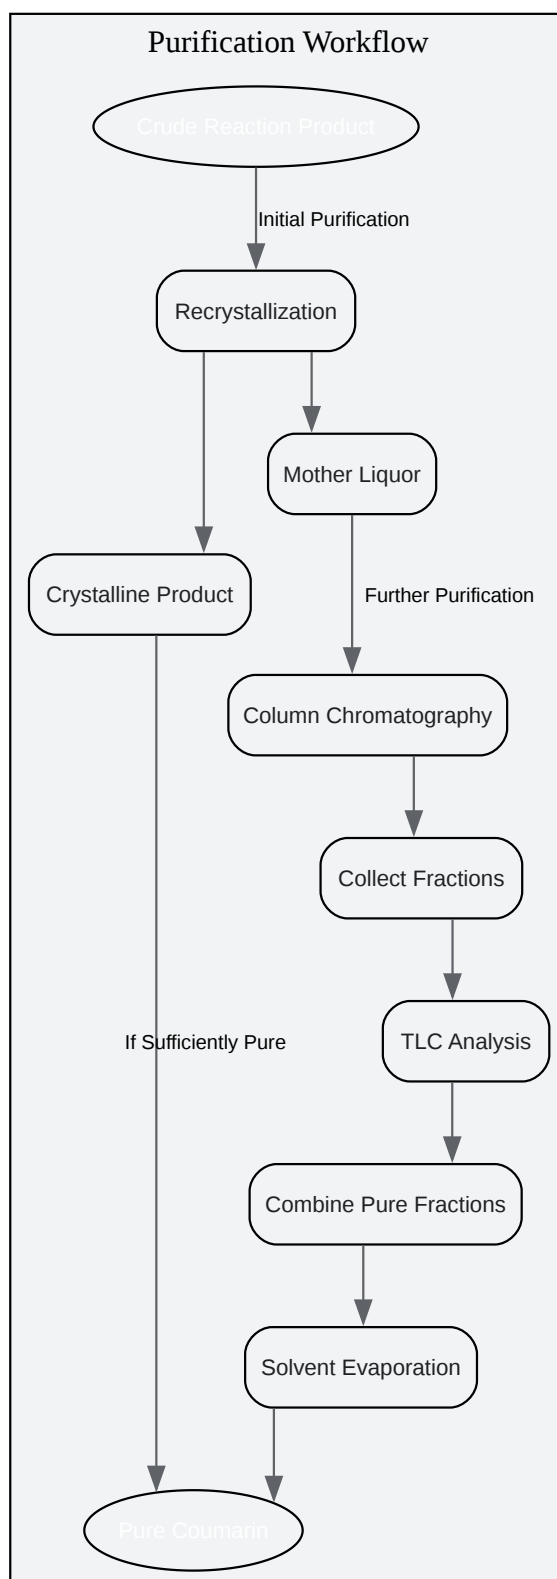 Purification Workflow
Crude Reaction Product
Initial Purification
Recrystallization
Mother Liquor
Crystalline Product
Further Purification
Column Chromatography
Collect Fractions
TLC Analysis
If Sufficiently Pure
Combine Pure Fractions
Solvent Evaporation
Pure Coumarin